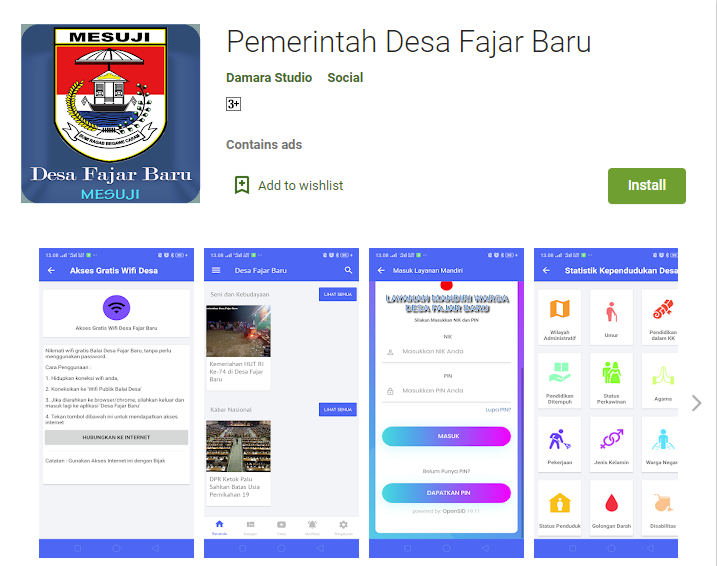 MESUJI
BUMI RAGAB BEGAWE CARAM
Desa Fajar Baru
MESUJI
Pemerintah Desa Fajar Baru
Damara Studio Social
3+
Contains ads
Add to wishlist
Install
13.08
Akses Gratis Wifi Desa
Akses Gratis Wifi Desa Fajar Baru
Nikmati wifi gratis Balai Desa Fajar Baru, tanpa perlu
menggunakan password.
Cara Penggunaan :
1. Hidupkan koneksi wifi anda,
2. Koneksikan ke 'Wifi Publik Balai Desa'
3. Jika diarahkan ke browser/chrome, silahkan keluar dan
masuk lagi ke aplikasi 'Desa Fajar Baru'
4. Tekan tombol dibawah ini untuk mendapatkan akses
internet
HUBUNGKAN KE INTERNET
Catatan : Gunakan Akses Internet ini dengan Bijak
13.08
Desa Fajar Baru
Seni dan Kebudayaan
LIHAT SEMUA
Kemeriahan HUT RI
Ke-74 di Desa Fajar
Baru
Kabar Nasional
LIHAT SEMUA
DPR Ketok Palu
Sahkan Batas Usia
Pernikahan 19
Beranda
13.08
Masuk Layanan Mandiri
LAYANAN MANDIRI WARGA
DESA FAJAR BARU
Silakan Masukkan NIK dan PIN
NIK
Masukkan NIK Anda
PIN
Masukkan PIN Anda
Lupa PIN?
MASUK
Belum Punya PIN?
DAPATKAN PIN
powered by OpenSID 19.11
13.08
Statistik Kependudukan Desa
Wilayah
Administratif
Umur
Pendidikan
dalam KK
Pendidikan
Ditempuh
Status
Perkawinan
Agama
Pekerjaan
Jenis Kelamin
Warga Negar
Status Penduduk
Golongan Darah
Disabilitas